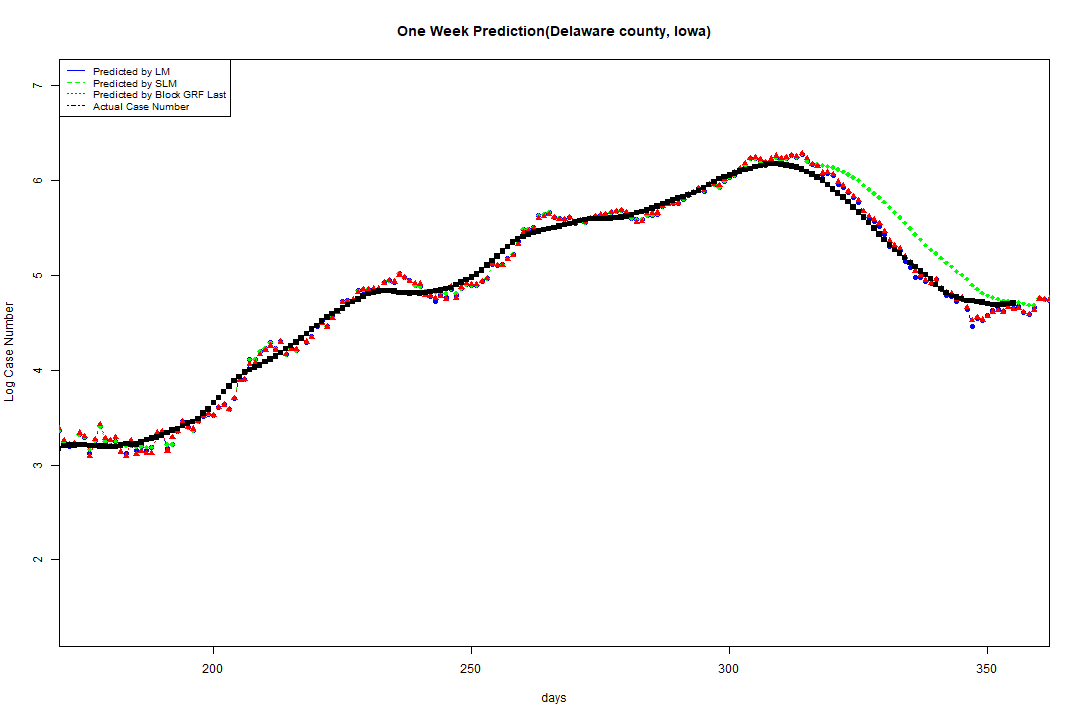 One Week Prediction(Delaware county, Iowa)
Predicted by LM
Predicted by SLM
Predicted by Block GRF Last
Actual Case Number
7
6
5
4
3
2
Log Case Number
200 250 300 350
days